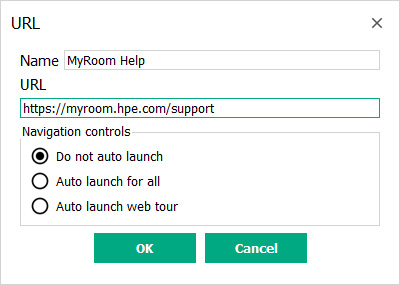 URL
Name MyRoom Help
URL
https://myroom.hpe.com/support
Navigation controls
Do not auto launch
Auto launch for all
Auto launch web tour
OK Cancel